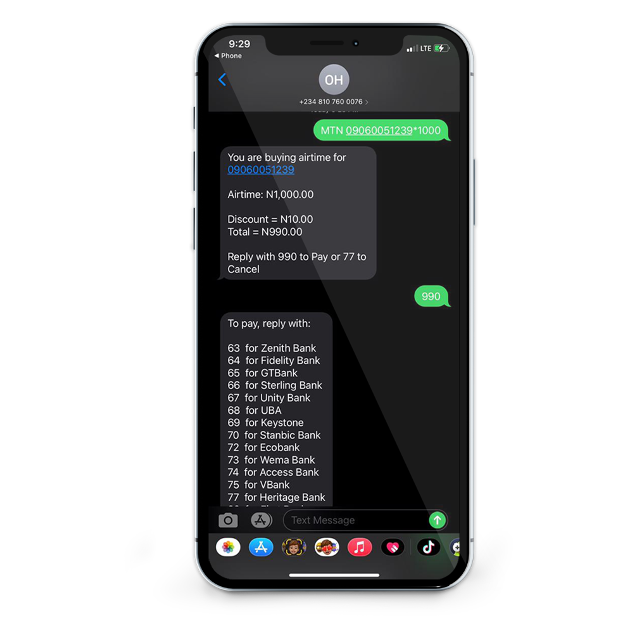 9:29
LTE
◀ Phone
OH
+234 810 760 0076 >
MTN 09060051239*1000
You are buying airtime for
09060051239
Airtime: N1,000.00
Discount = N10.00
Total = N990.00
Reply with 990 to Pay or 77 to
Cancel
990
To pay, reply with:
63 for Zenith Bank
64 for Fidelity Bank
65 for GTBank
66 for Sterling Bank
67 for Unity Bank
68 for UBA
69 for Keystone
70 for Stanbic Bank
72 for Ecobank
73 for Wema Bank
74 for Access Bank
75 for VBank
77 for Heritage Bank
Text Message